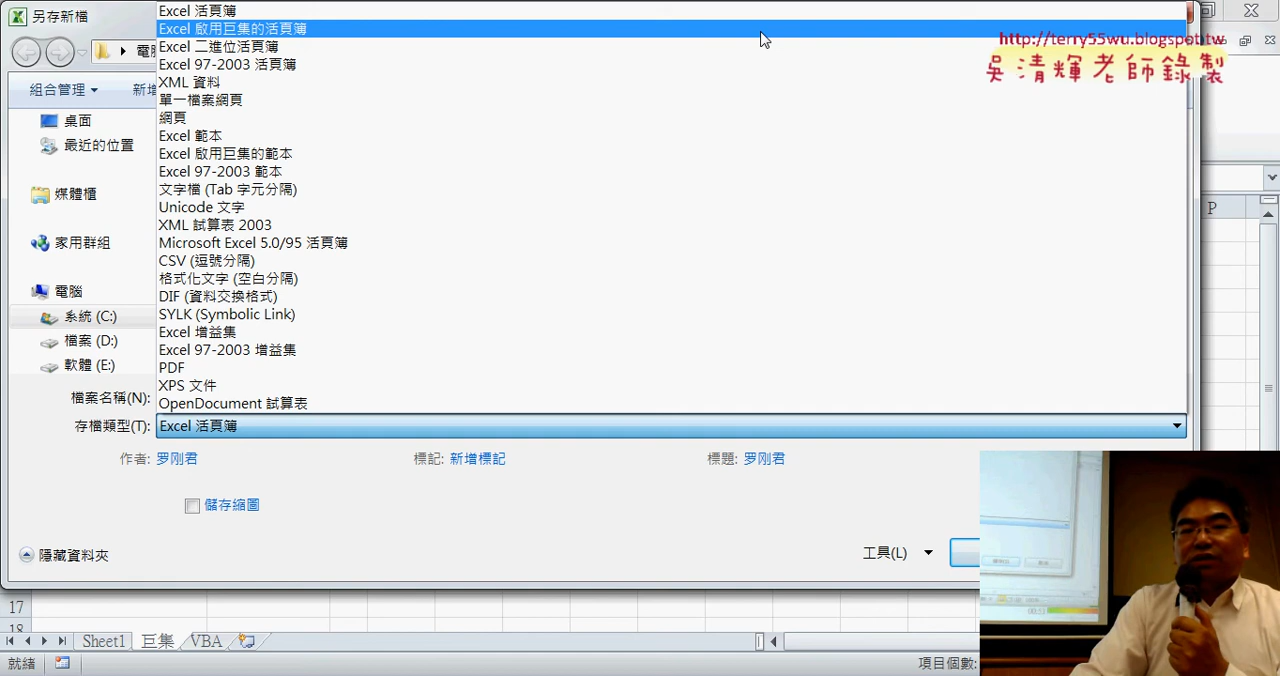 另存新檔
Excel 活頁簿
Excel 啟用巨集的活頁簿
Excel 二進位活頁簿
Excel 97-2003 活頁簿
XML 資料
單一檔案網頁
網頁
Excel 範本
Excel 啟用巨集的範本
Excel 97-2003 範本
文字檔 (Tab 字元分隔)
Unicode 文字
XML 試算表 2003
Microsoft Excel 5.0/95 活頁簿
CSV (逗號分隔)
格式化文字 (空白分隔)
DIF (資料交換格式)
SYLK (Symbolic Link)
Excel 增益集
Excel 97-2003 增益集
PDF
XPS 文件
OpenDocument 試算表
http://terry55wu.blogspot.tw
吳清輝老師錄製
組合管理
桌面
最近的位置
媒體櫃
家用群組
電腦
系統 (C:)
檔案 (D:)
軟體 (E:)
檔案名稱(N):
存檔類型(T): Excel 活頁簿
作者: 罗刚君 標記: 新增標記 標題: 罗刚君
儲存縮圖
隱藏資料夾
工具(L)
P
17
18
Sheet1 巨集 VBA
就緒
項目個數: